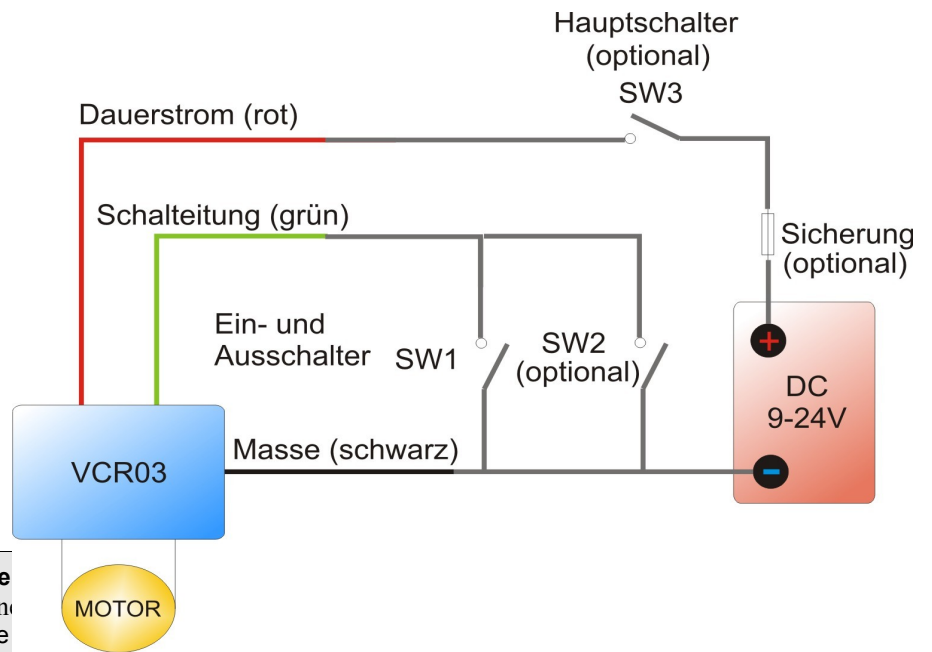 Hauptschalter
(optional)
SW3
Dauerstrom (rot)
Schalteitung (grün)
Sicherung
(optional)
Ein- und
Ausschalter
SW1
SW2
(optional)
+
DC
9-24V
Masse (schwarz)
-
VCR03
MOTOR